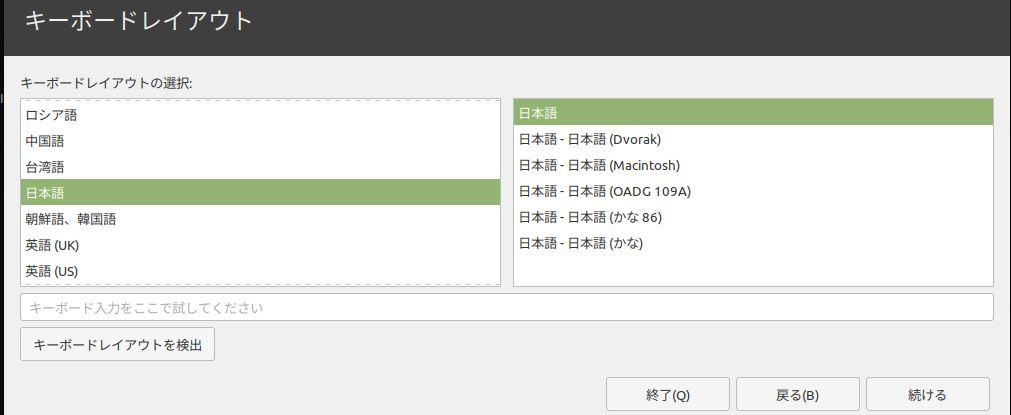 キーボードレイアウト
キーボードレイアウトの選択:
ロシア語
中国語
台湾語
日本語
朝鮮語、韓国語
英語 (UK)
英語 (US)
日本語
日本語 - 日本語 (Dvorak)
日本語 - 日本語 (Macintosh)
日本語 - 日本語 (OADG 109A)
日本語 - 日本語 (かな 86)
日本語 - 日本語 (かな)
キーボード入力をここで試してください
キーボードレイアウトを検出
終了(Q)
戻る(B)
続ける